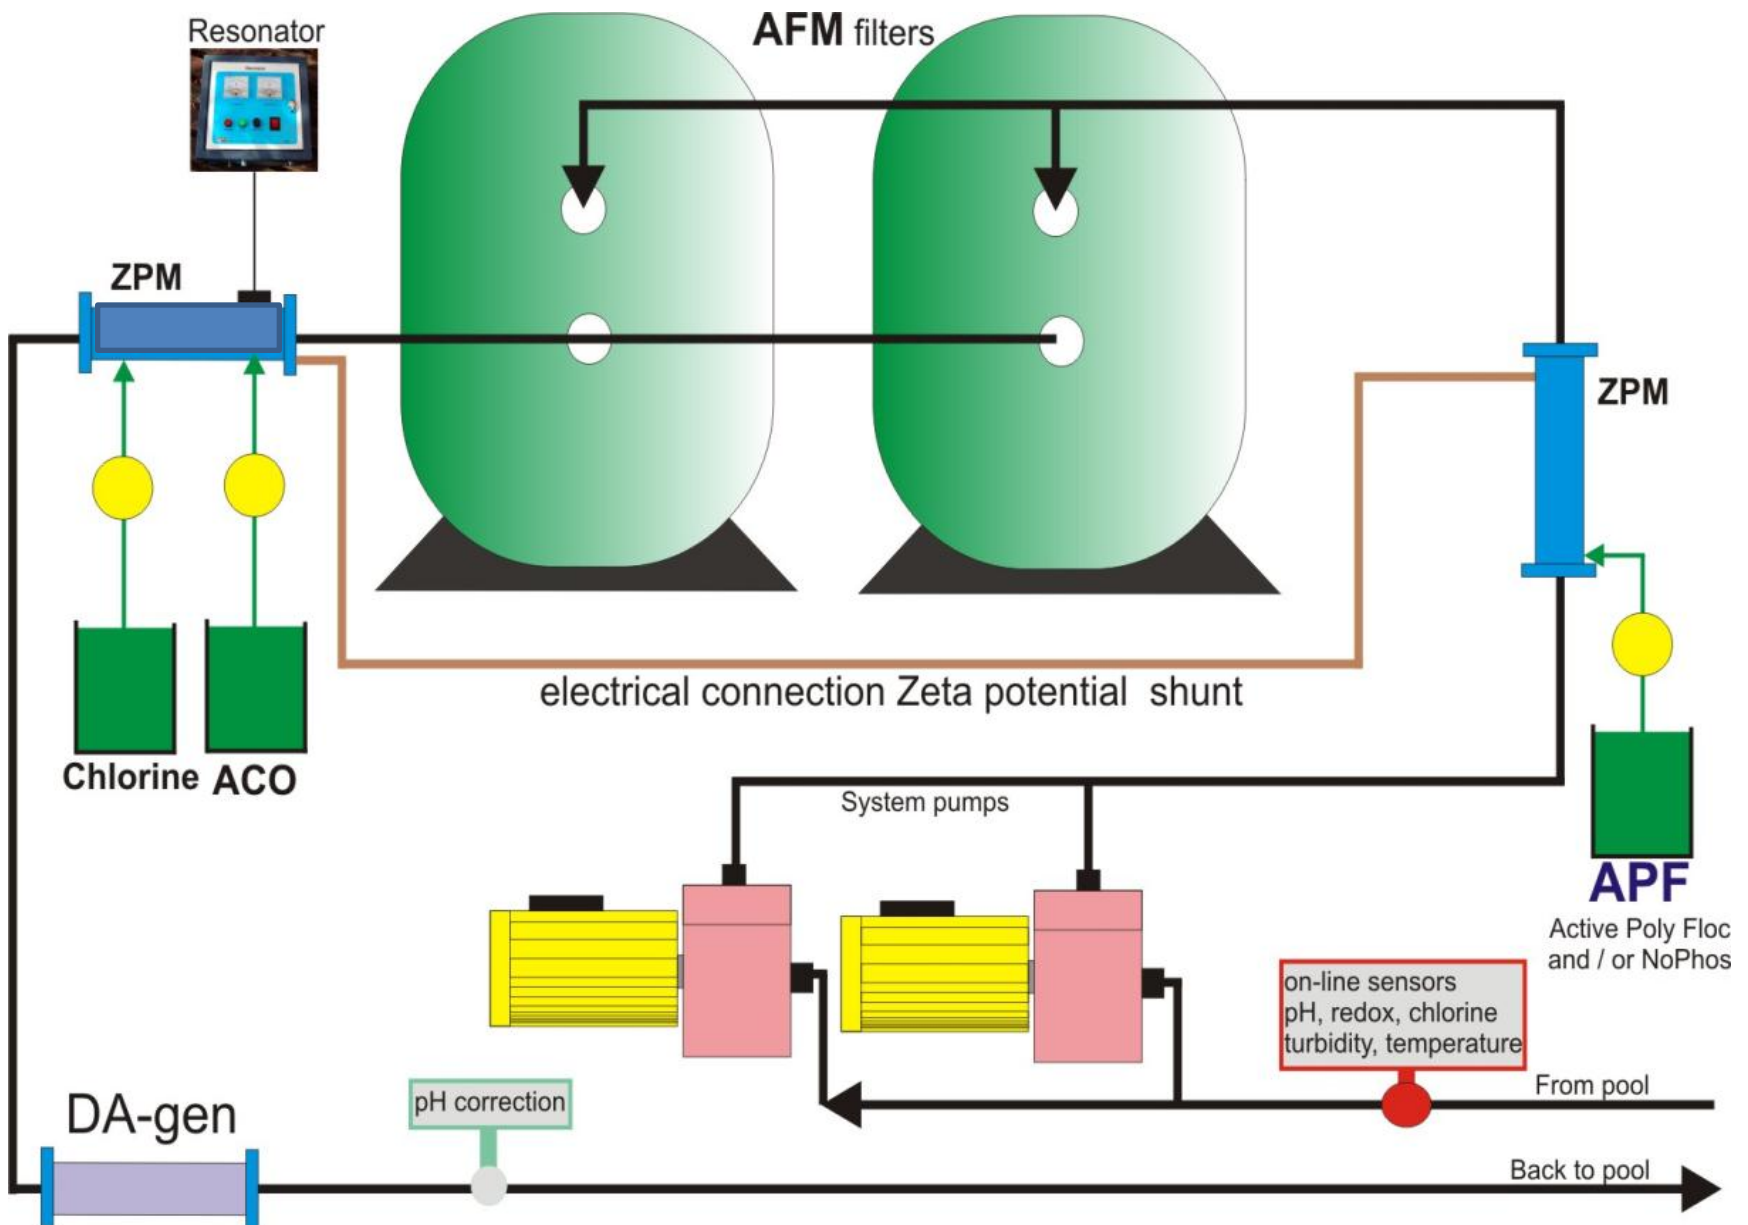 Resonator
AFM filters
ZPM
ZPM
electrical connection Zeta potential shunt
Chlorine
ACO
System pumps
APF
Active Poly Floc
and / or NoPhos
on-line sensors
pH, redox, chlorine
turbidity, temperature
From pool
DA-gen
pH correction
Back to pool